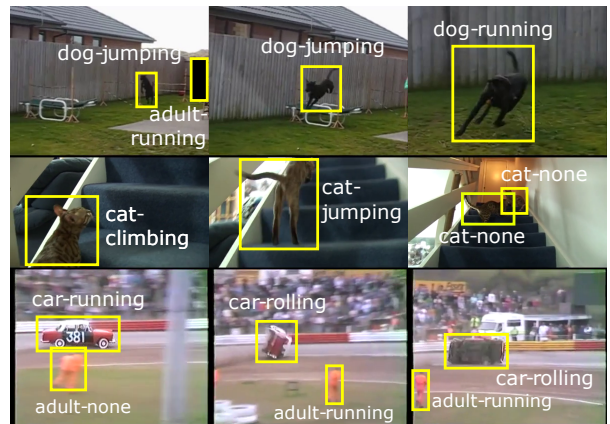 dog-jumping
adult-
running
dog-jumping
dog-running
cat-
climbing
cat-
jumping
cat-none
cat-none
car-running
381
adult-none
car-rolling
adult-running
car-rolling
adult-running